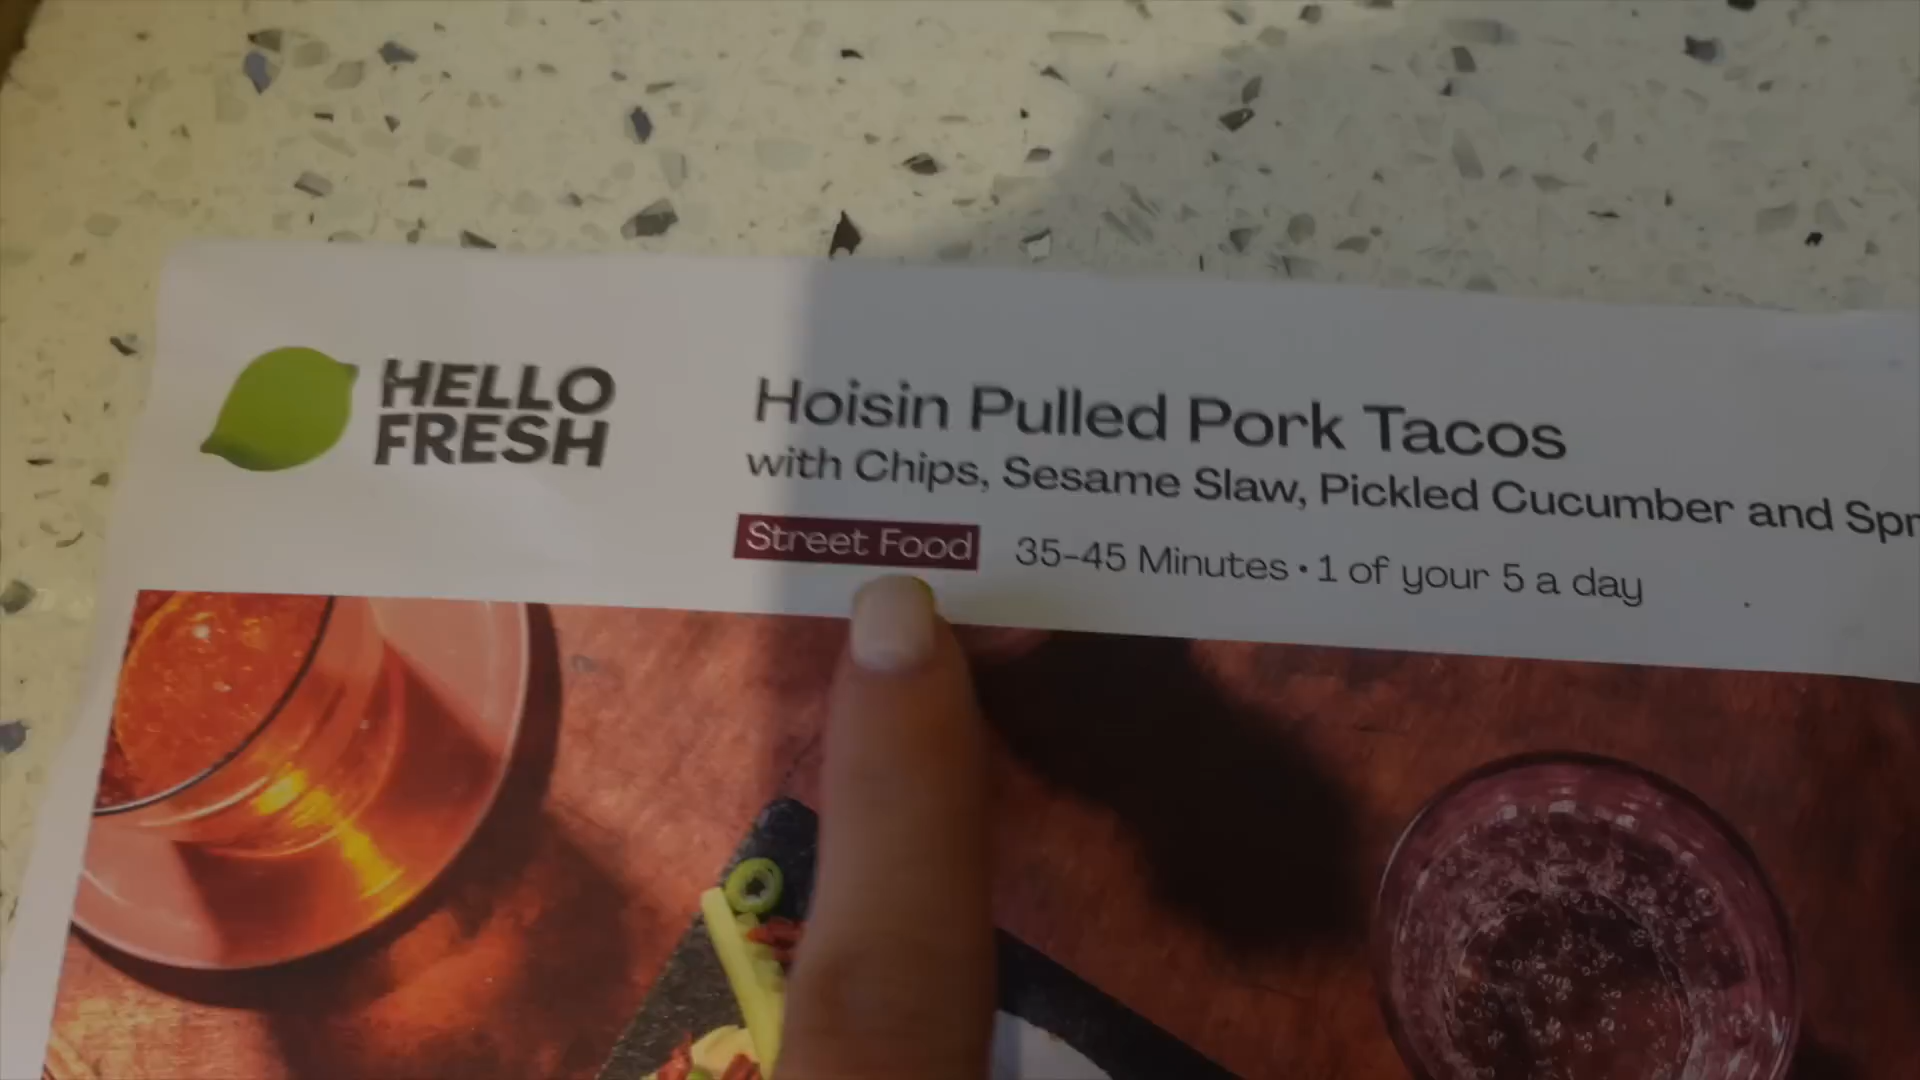 HELLO
FRESH
Hoisin Pulled Pork Tacos
with Chips, Sesame Slaw, Pickled Cucumber and
Street Food
35-45 Minutes • 1 of your 5 a day